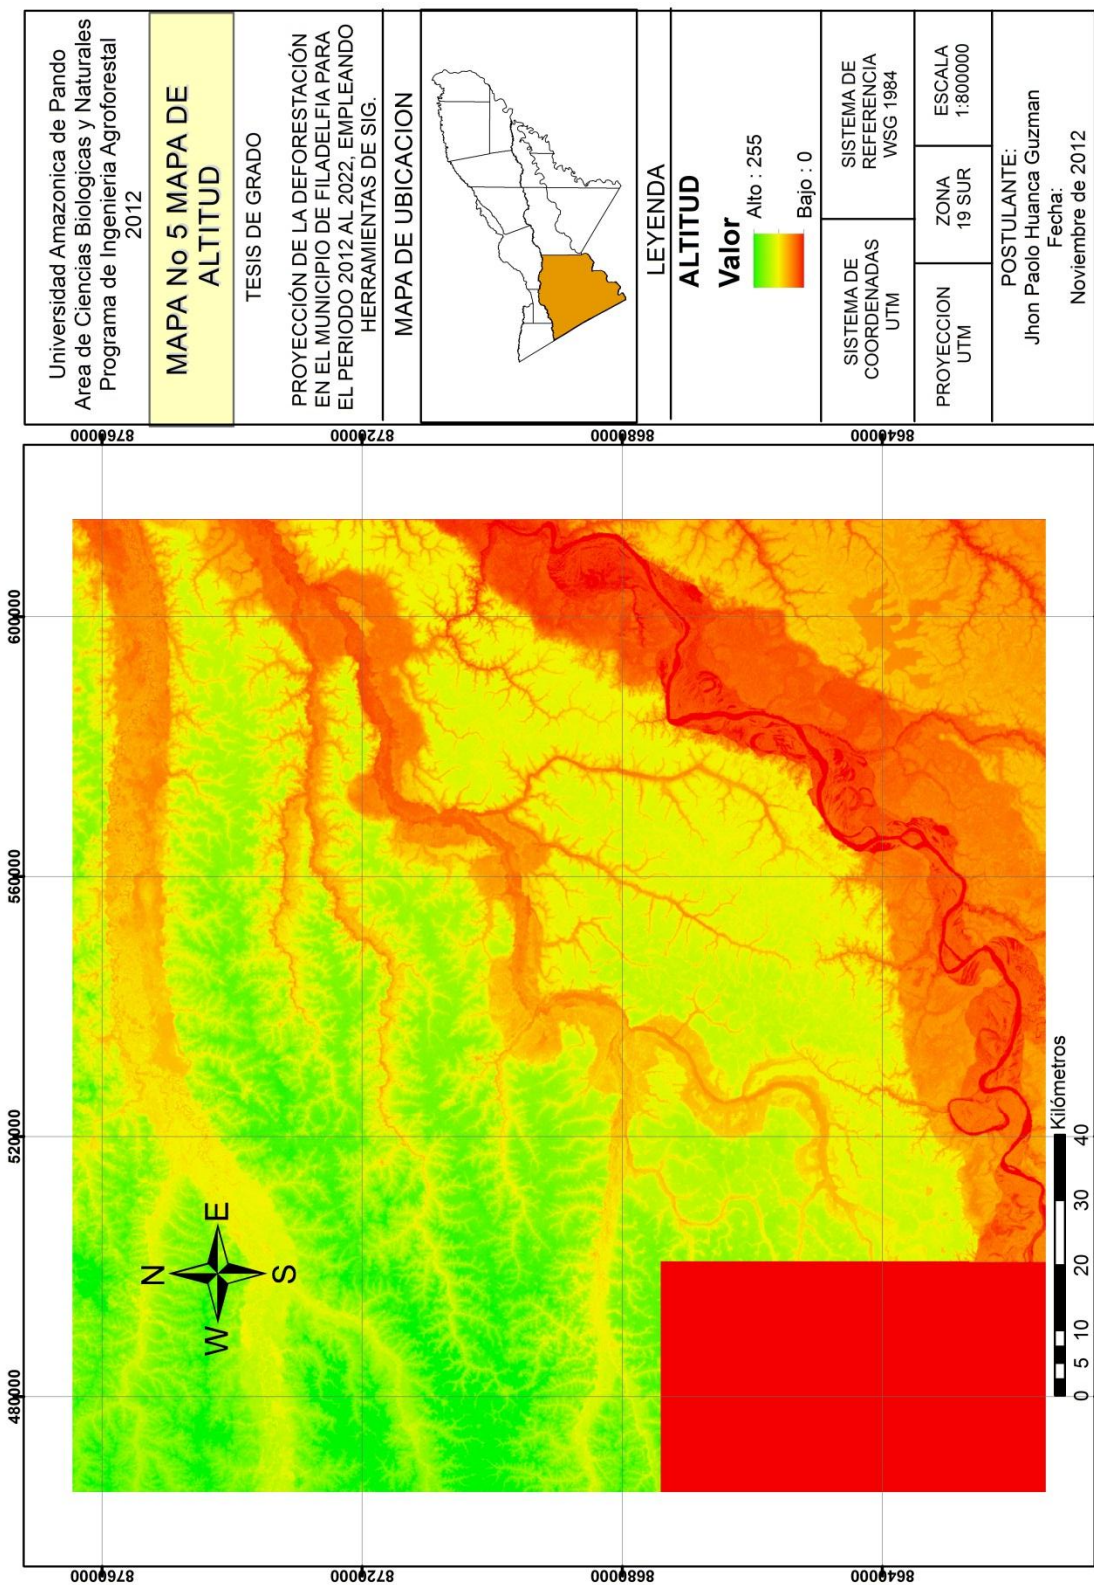 480000
520000
560000
600000
8760000
8720000
8680000
8640000
8760000
8720000
8680000
8640000
N
W
E
S
0
5
10
20
30
40
Kilómetros
Universidad Amazonica de Pando
Area de Ciencias Biologicas y Naturales
Programa de Ingenieria Agroforestal
2012
MAPA No 5 MAPA DE
ALTITUD
TESIS DE GRADO
PROYECCIÓN DE LA DEFORESTACIÓN
EN EL MUNICIPIO DE FILADELFIA PARA
EL PERIODO 2012 AL 2022, EMPLEANDO
HERRAMIENTAS DE SIG.
MAPA DE UBICACION
LEYENDA
ALTITUD
Valor
Alto : 255
Bajo : 0
SISTEMA DE
COORDENADAS
UTM
SISTEMA DE
REFERENCIA
WSG 1984
PROYECCION
UTM
ZONA
19 SUR
ESCALA
1:800000
POSTULANTE:
Jhon Paolo Huanca Guzman
Fecha:
Noviembre de 2012